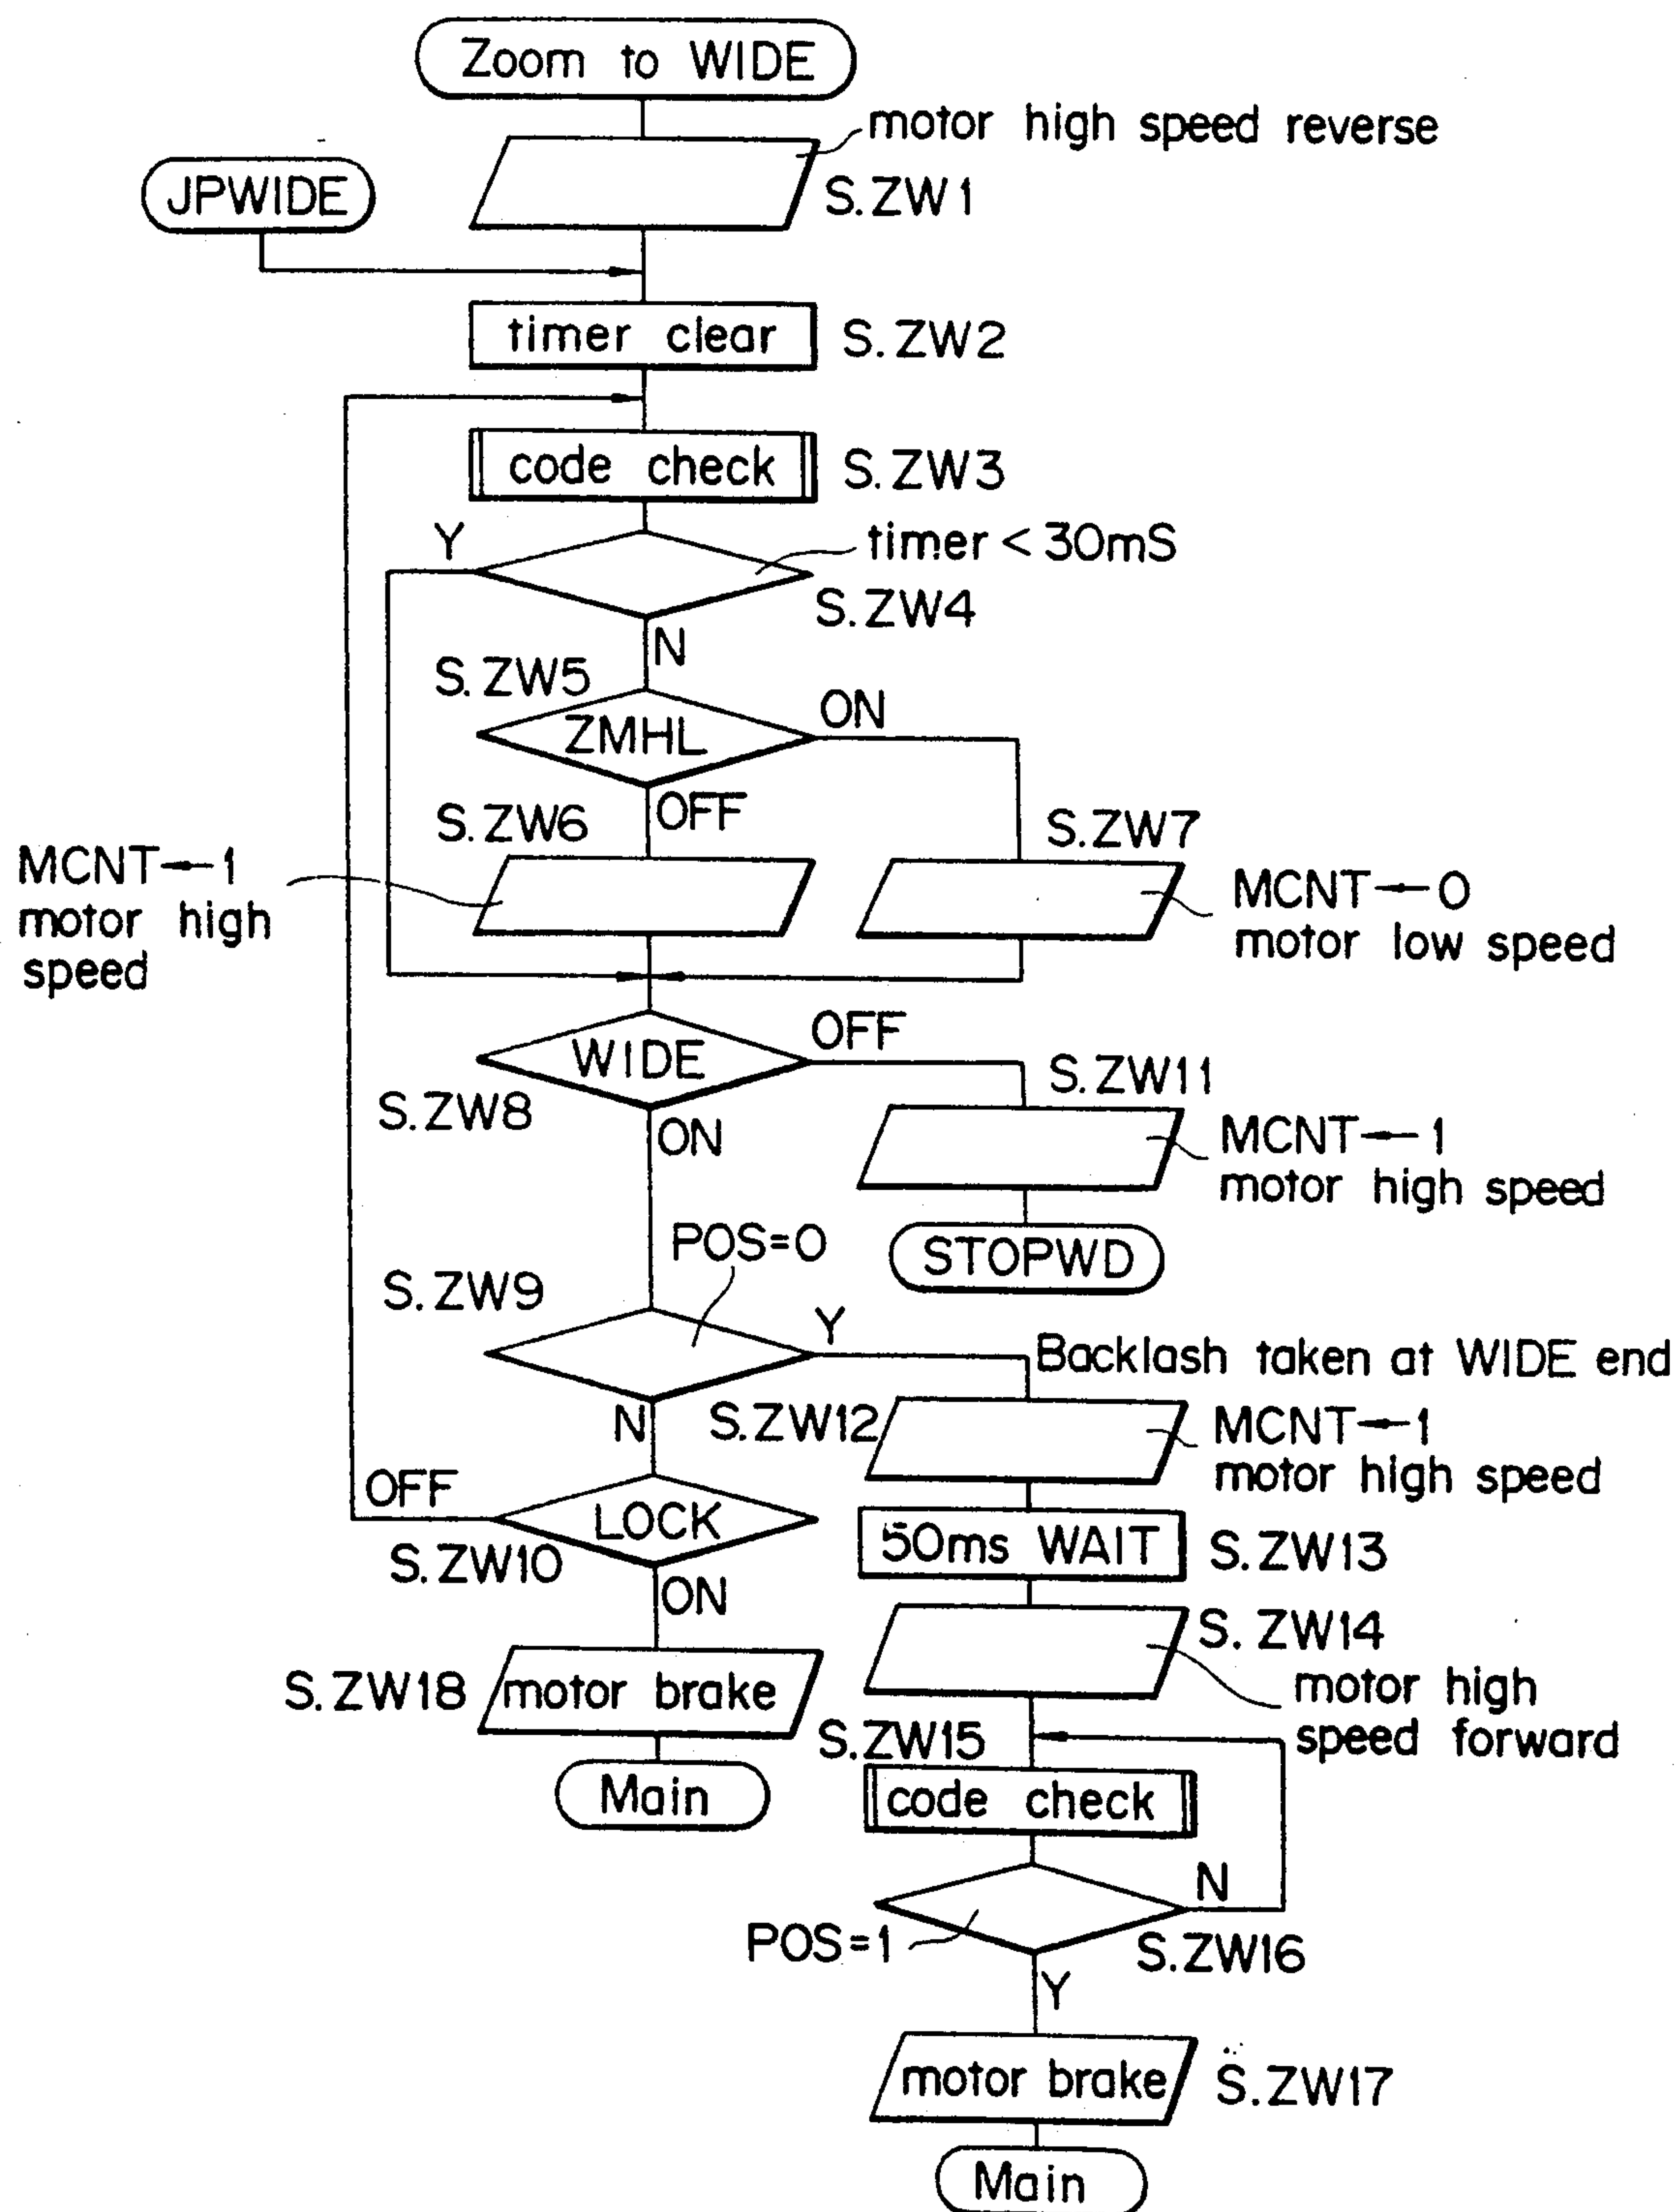 Zoom to WIDE
motor high speed reverse
S.ZW1
JPWIDE
timer clear
S.ZW2
code check
S.ZW3
Y
timer < 30mS
S.ZW4
N
S.ZW5
ZMHL
ON
OFF
S.ZW6
S.ZW7
MCNT←1
motor high
speed
MCNT←0
motor low speed
WIDE
OFF
S.ZW8
ON
S.ZW11
MCNT←1
motor high speed
STOPWD
POS=0
S.ZW9
Y
Backlash taken at WIDE end
N
S.ZW12
MCNT←1
motor high speed
OFF
LOCK
S.ZW10
ON
50ms WAIT
S.ZW13
S.ZW14
motor high
speed forward
S.ZW18
motor brake
Main
S.ZW15
code check
N
POS=1
S.ZW16
Y
motor brake
S.ZW17
Main